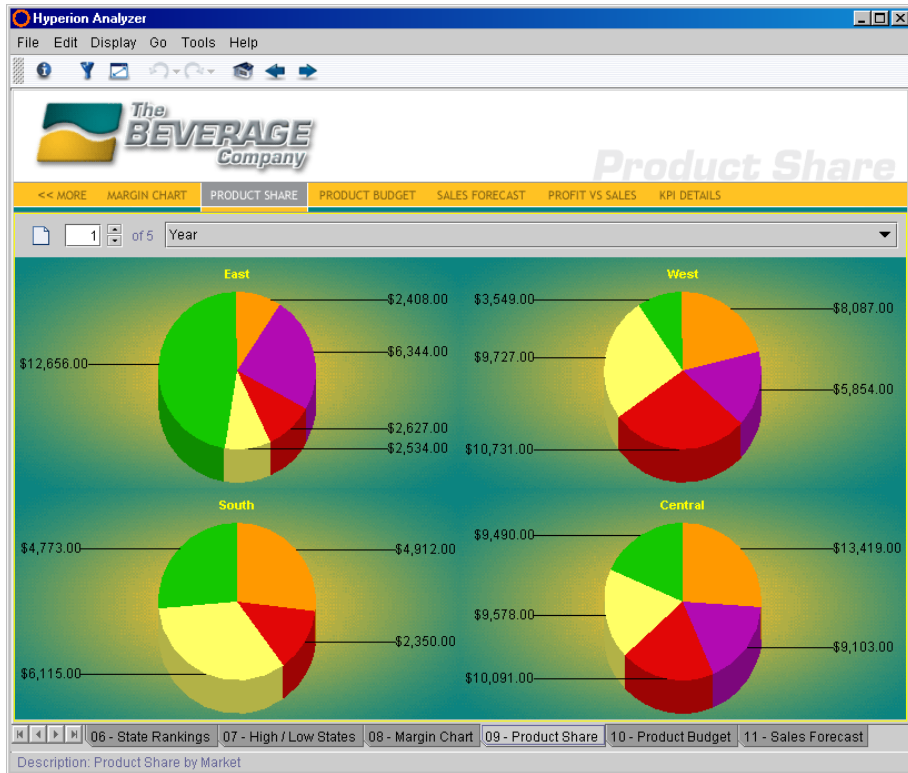 Hyperion Analyzer
File Edit Display Go Tools Help
The
BEVERAGE
Company
Product Share
<< MORE MARGIN CHART PRODUCT SHARE PRODUCT BUDGET SALES FORECAST PROFIT VS SALES KPI DETAILS
1 of 5 Year
East
$2,408.00
$6,344.00
$12,656.00
$2,627.00
$2,534.00
West
$3,549.00
$8,087.00
$9,727.00
$5,854.00
$10,731.00
South
$4,773.00
$4,912.00
$2,350.00
$6,115.00
Central
$9,490.00
$13,419.00
$9,578.00
$9,103.00
$10,091.00
06 - State Rankings 07 - High / Low States 08 - Margin Chart 09 - Product Share 10 - Product Budget 11 - Sales Forecast
Description: Product Share by Market